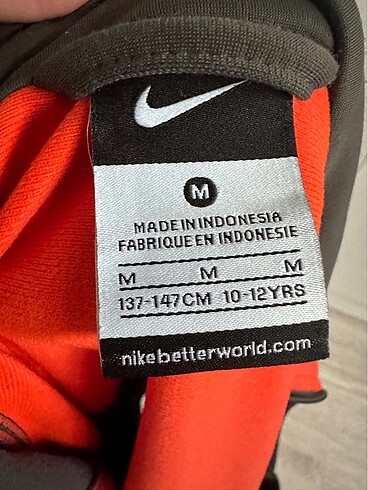 M
MADE IN INDONESIA
FABRIQUE EN INDONESIE
M M M
137-147CM 10-12YRS
nikebetterworld.com